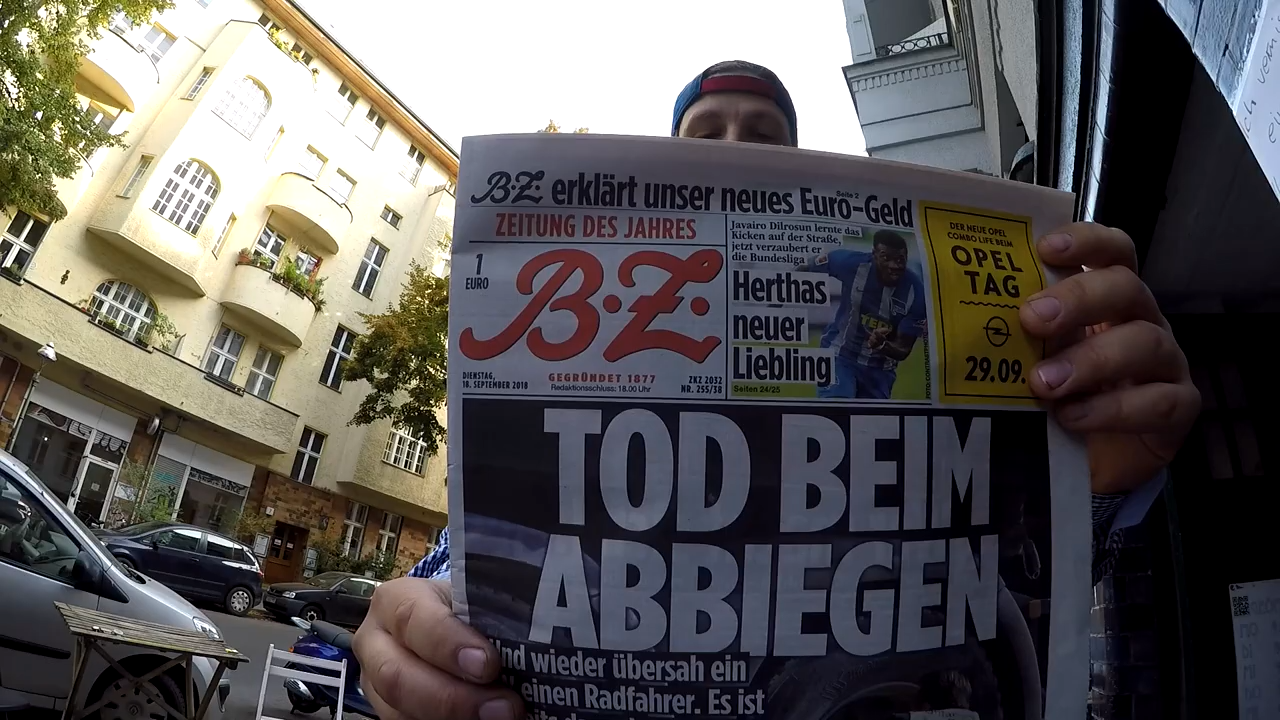 B·Z· erklärt unser neues Euro-Geld
Seite 2
ZEITUNG DES JAHRES
1
EURO
B·Z·
DIENSTAG,
18. SEPTEMBER 2018
GEGRÜNDET 1877
Redaktionsschluss: 18.00 Uhr
ZKZ 2032
NR. 255/38
Javairo Dilrosun lernte das
Kicken auf der Straße,
jetzt verzaubert er
die Bundesliga
Herthas
neuer
Liebling
Seiten 24/25
DER NEUE OPEL
COMBO LIFE BEIM
OPEL
TAG
29.09.
TOD BEIM
ABBIEGEN
Und wieder übersah ein
einen Radfahrer. Es ist